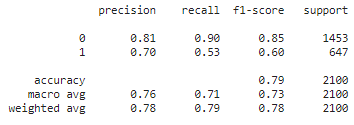 precision recall f1-score support
0 0.81 0.90 0.85 1453
1 0.70 0.53 0.60 647
accuracy 0.79 2100
macro avg 0.76 0.71 0.73 2100
weighted avg 0.78 0.79 0.78 2100